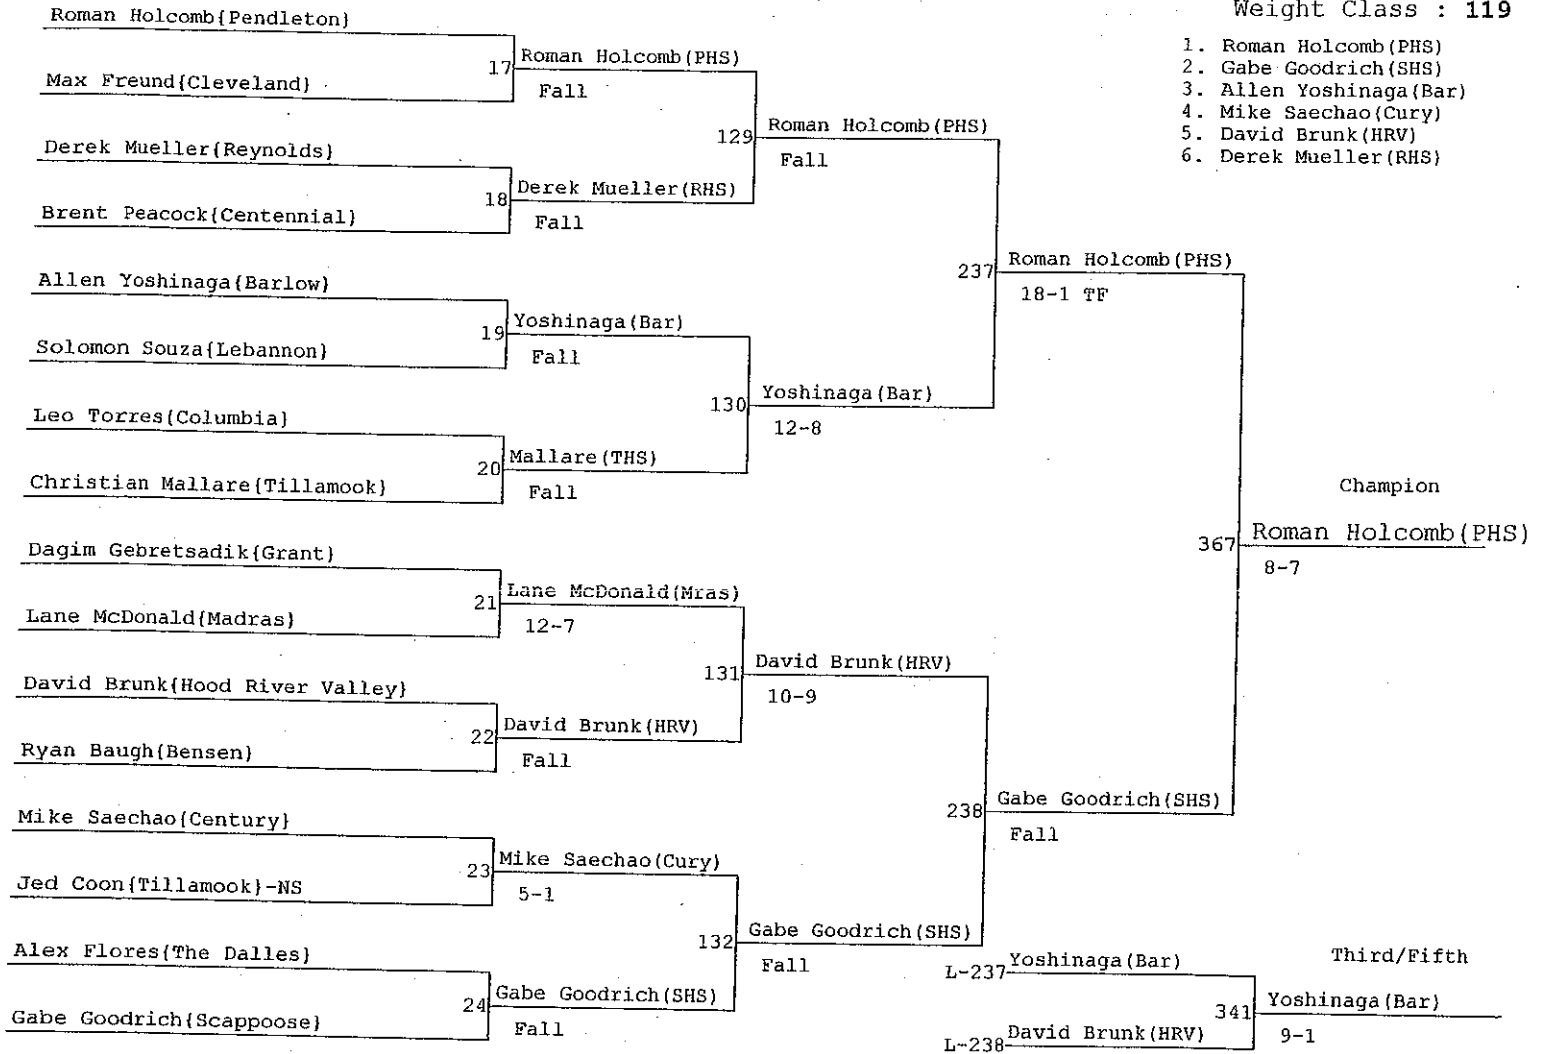 Weight Class : 119
1. Roman Holcomb(PHS)
2. Gabe Goodrich(SHS)
3. Allen Yoshinaga(Bar)
4. Mike Saechao(Cury)
5. David Brunk(HRV)
6. Derek Mueller(RHS)
Roman Holcomb{Pendleton}
17
Roman Holcomb(PHS)
Fall
Max Freund{Cleveland}
129
Roman Holcomb(PHS)
Fall
Derek Mueller{Reynolds}
18
Derek Mueller(RHS)
Fall
Brent Peacock{Centennial}
237
Roman Holcomb(PHS)
18-1 TF
Allen Yoshinaga{Barlow}
19
Yoshinaga(Bar)
Fall
Solomon Souza{Lebannon}
130
Yoshinaga(Bar)
12-8
Leo Torres{Columbia}
20
Mallare(THS)
Fall
Christian Mallare{Tillamook}
Champion
367
Roman Holcomb(PHS)
8-7
Dagim Gebretsadik{Grant}
21
Lane McDonald(Mras)
12-7
Lane McDonald{Madras}
131
David Brunk(HRV)
10-9
David Brunk{Hood River Valley}
22
David Brunk(HRV)
Fall
Ryan Baugh{Bensen}
238
Gabe Goodrich(SHS)
Fall
Mike Saechao{Century}
23
Mike Saechao(Cury)
5-1
Jed Coon{Tillamook}-NS
132
Gabe Goodrich(SHS)
Fall
Alex Flores{The Dalles}
24
Gabe Goodrich(SHS)
Fall
Gabe Goodrich{Scappoose}
Third/Fifth
L-237
Yoshinaga(Bar)
341
Yoshinaga(Bar)
9-1
L-238
David Brunk(HRV)